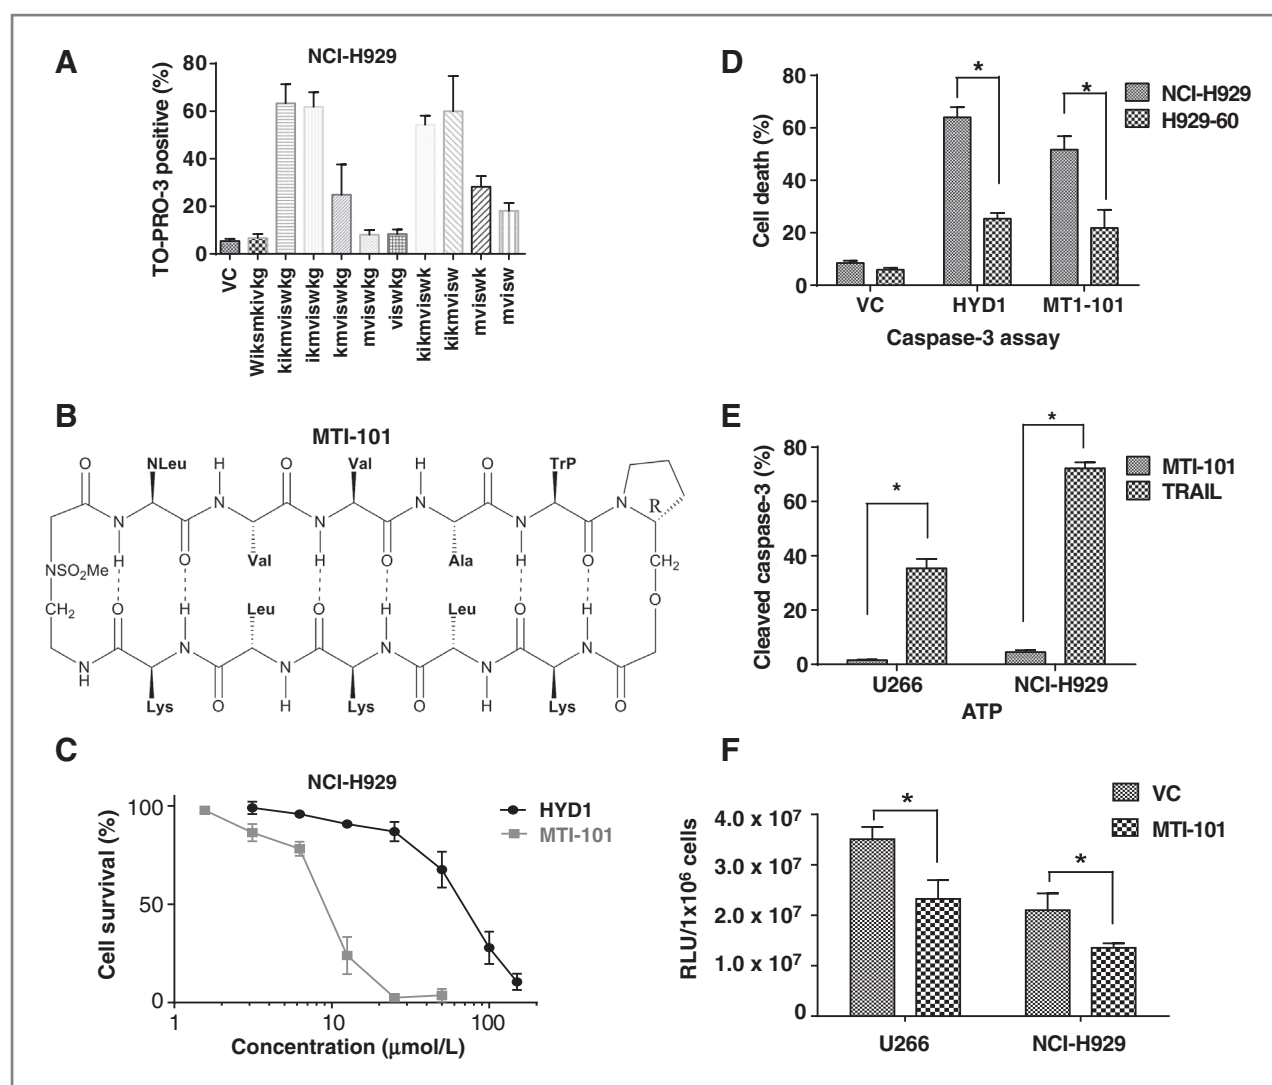 A
NCI-H929
TO-PRO-3 positive (%)
80
60
40
20
0
VC
Wiksmkivkg
kikmviswkg
ikmviswkg
kmviswkg
mviswkg
viswkg
kikmviswk
kikmvisw
mviswk
mvisw
B
MTI-101
O NLeu H O Val H O TrP
N N N N R
N N N
H O Val H O Ala H O CH2
NSO2Me
CH2 O H Leu O H Leu O H O
N N N
N N N
H
Lys O H Lys O H Lys O
C
NCI-H929
Cell survival (%)
100
50
0
1 10 100
Concentration (μmol/L)
HYD1
MTI-101
D
Cell death (%)
80
60
40
20
0
* *
NCI-H929
H929-60
VC HYD1 MT1-101
Caspase-3 assay
E
Cleaved caspase-3 (%)
80
60
40
20
0
* *
MTI-101
TRAIL
U266 NCI-H929
ATP
F
RLU/1x10⁶ cells
4.0 x 10⁷
3.0 x 10⁷
2.0 x 10⁷
1.0 x 10⁷
0
* *
VC
MTI-101
U266 NCI-H929